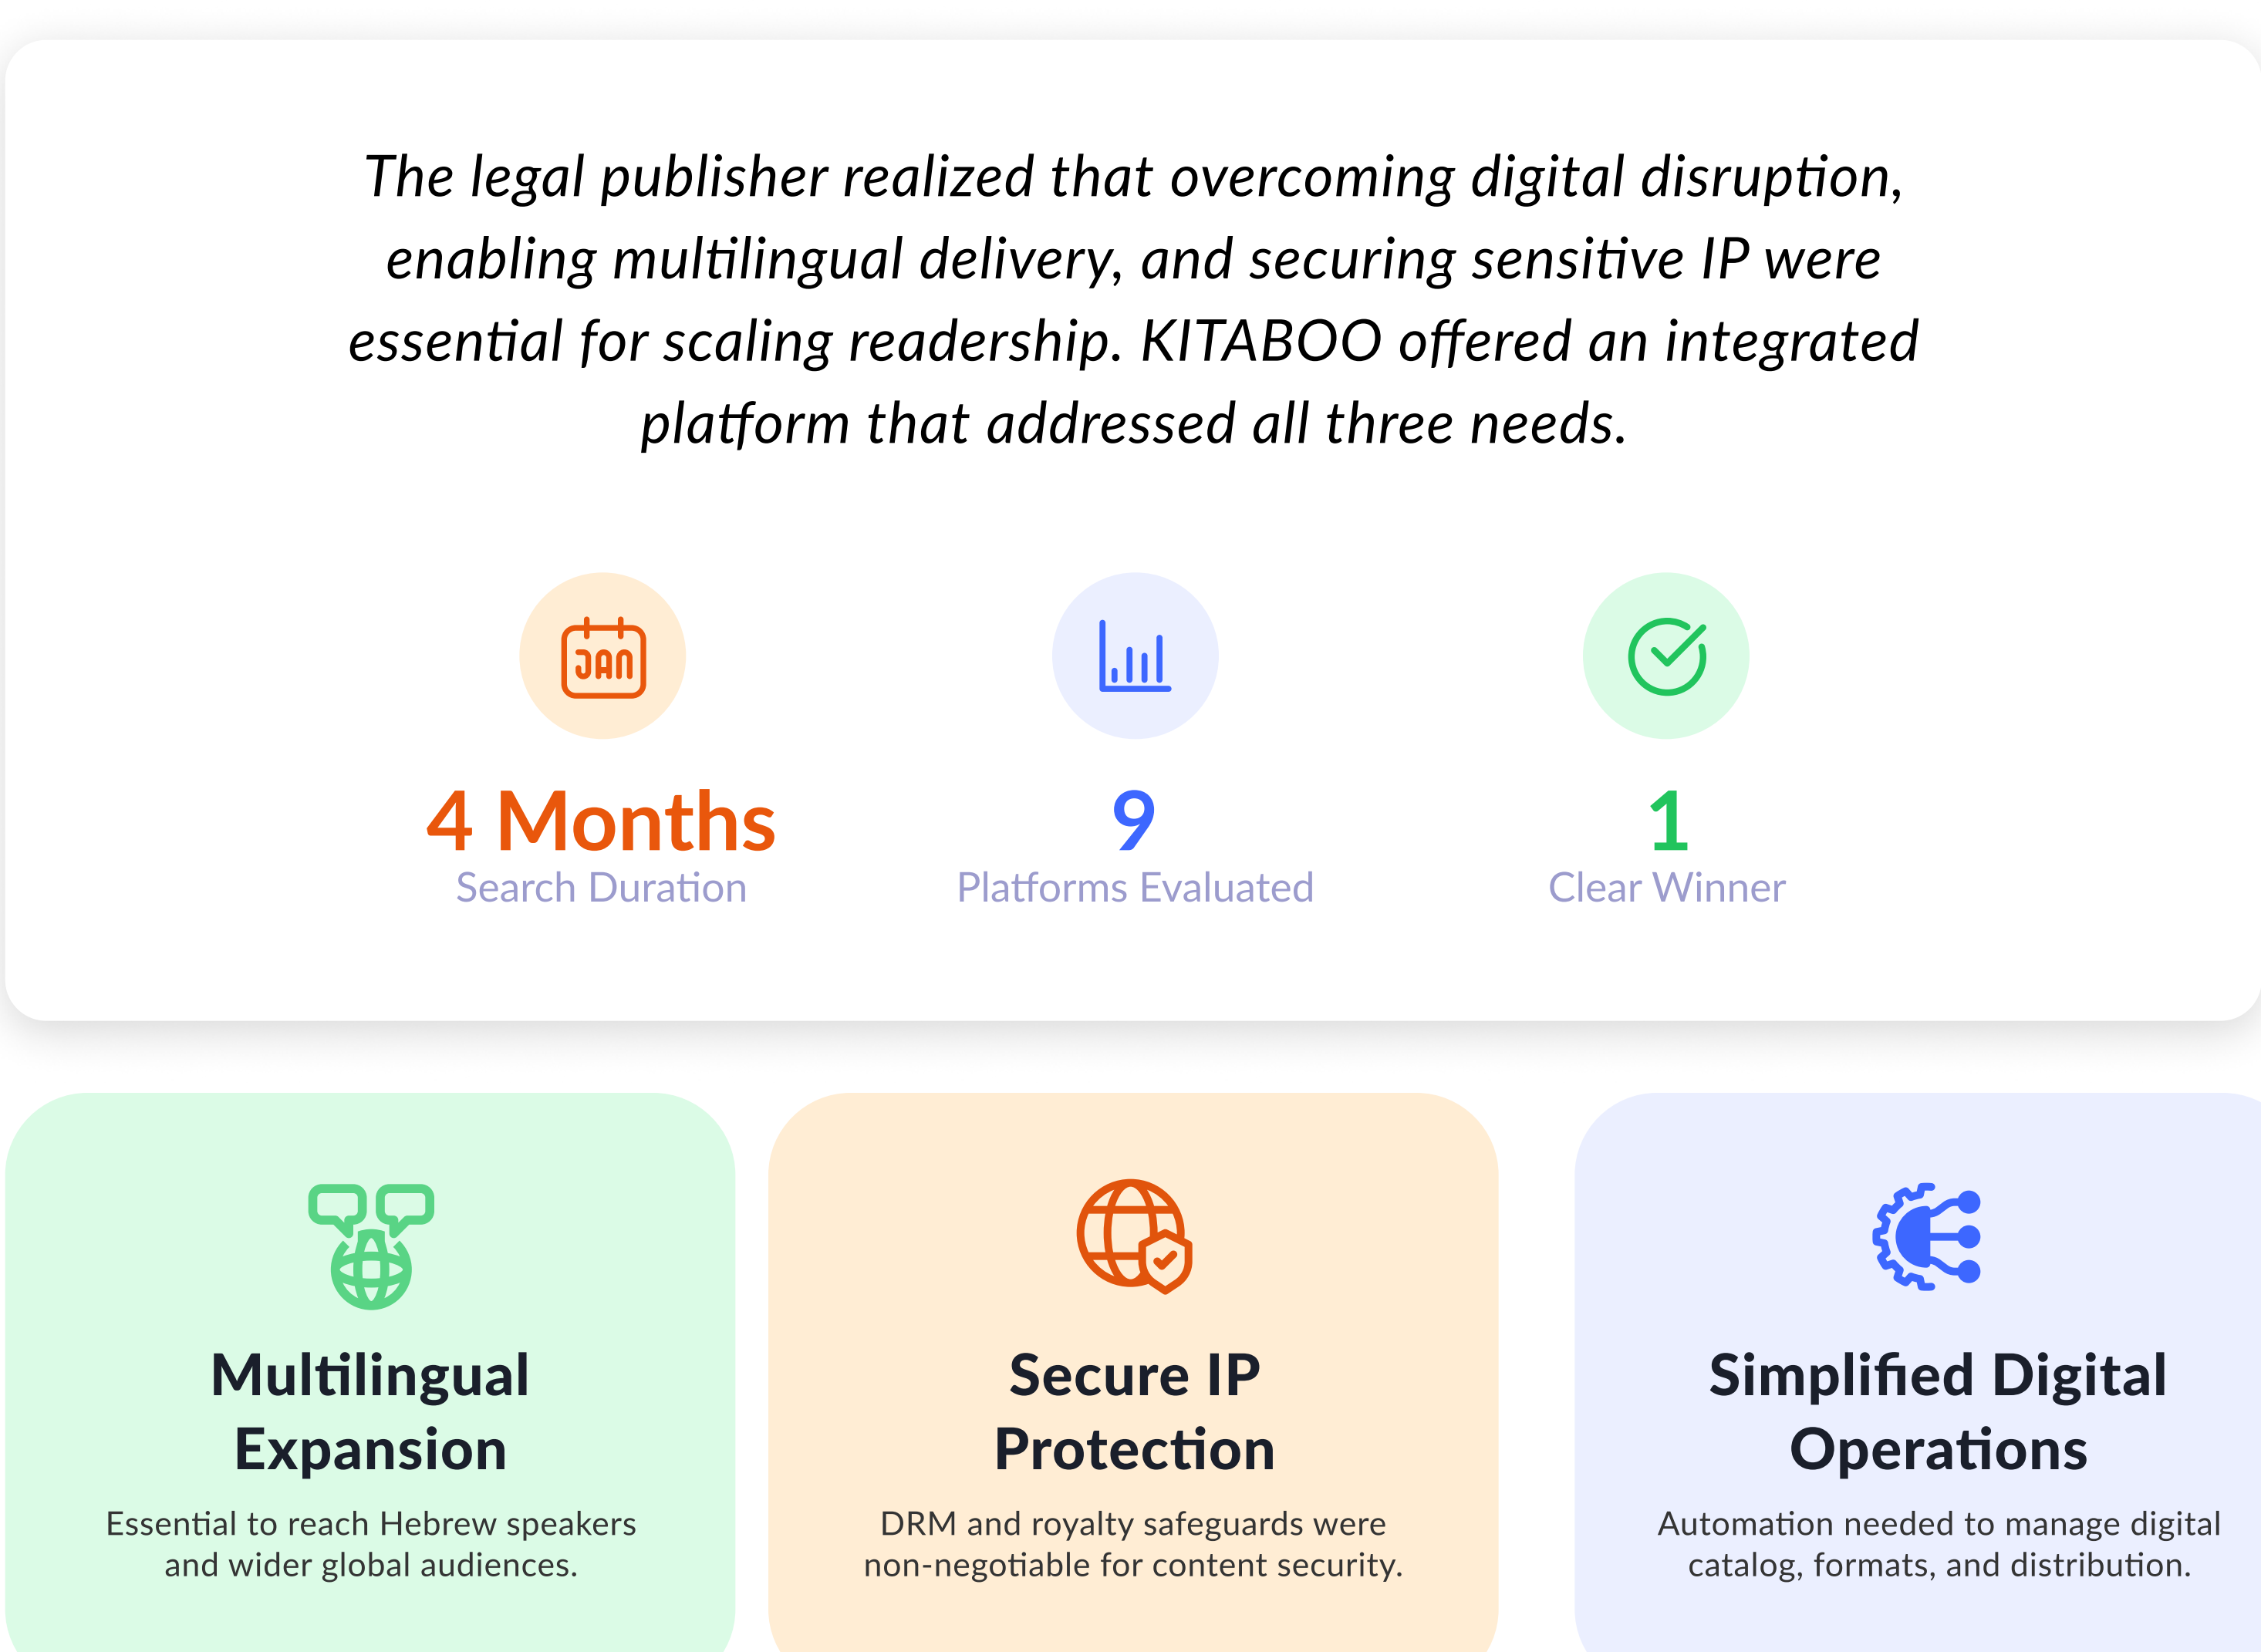 The legal publisher realized that overcoming digital disruption,
enabling multilingual delivery, and securing sensitive IP were
essential for scaling readership. KITABOO offered an integrated
platform that addressed all three needs.
JAN
4 Months
Search Duration
9
Platforms Evaluated
1
Clear Winner
Multilingual
Expansion
Essential to reach Hebrew speakers
and wider global audiences.
Secure IP
Protection
DRM and royalty safeguards were
non-negotiable for content security.
Simplified Digital
Operations
Automation needed to manage digital
catalog, formats, and distribution.